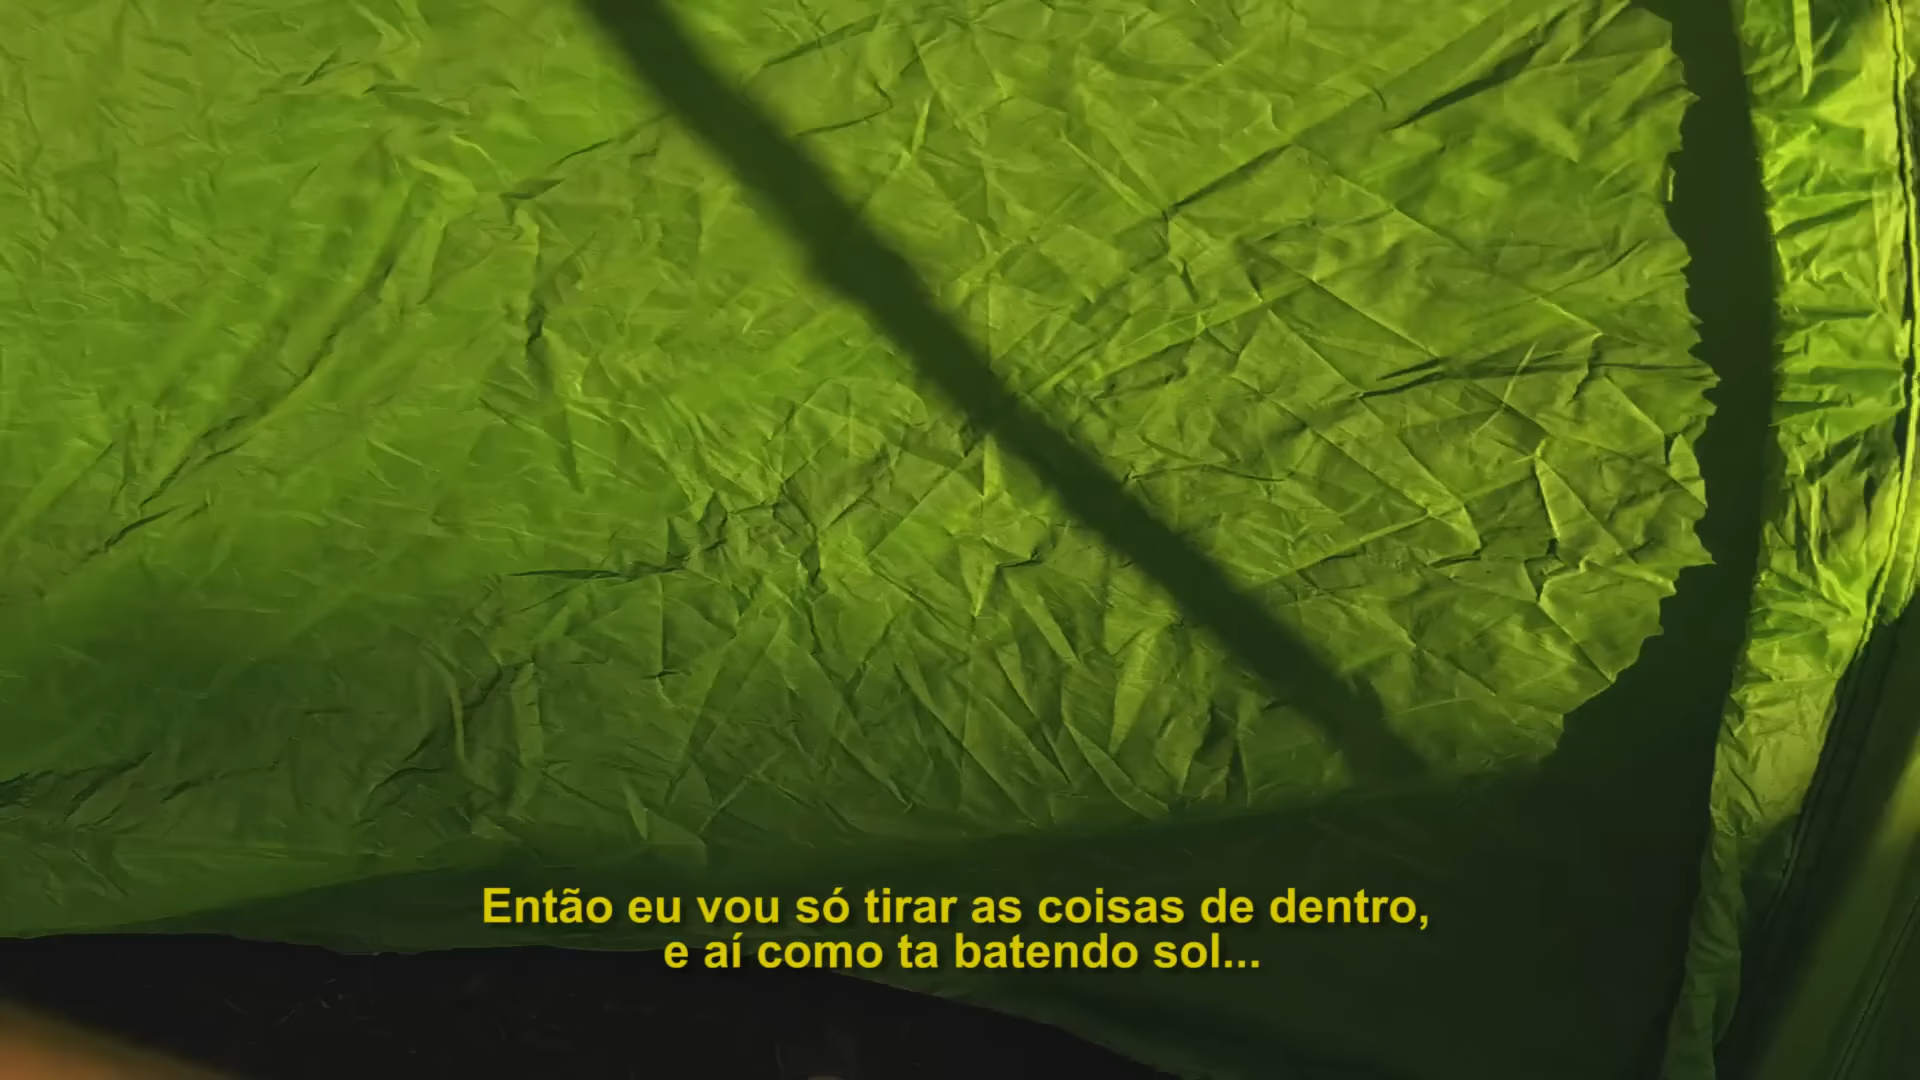 Então eu vou só tirar as coisas de dentro,
e aí como ta batendo sol...